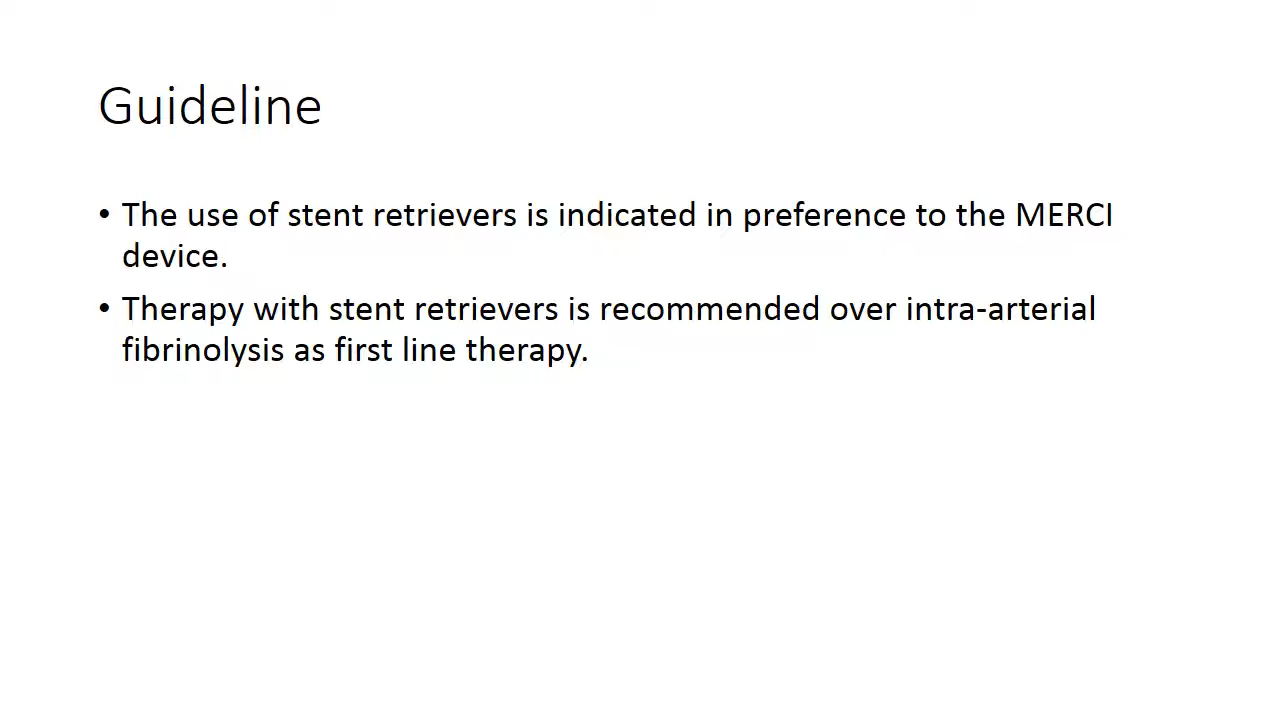 Guideline
• The use of stent retrievers is indicated in preference to the MERCI
device.
• Therapy with stent retrievers is recommended over intra-arterial
fibrinolysis as first line therapy.